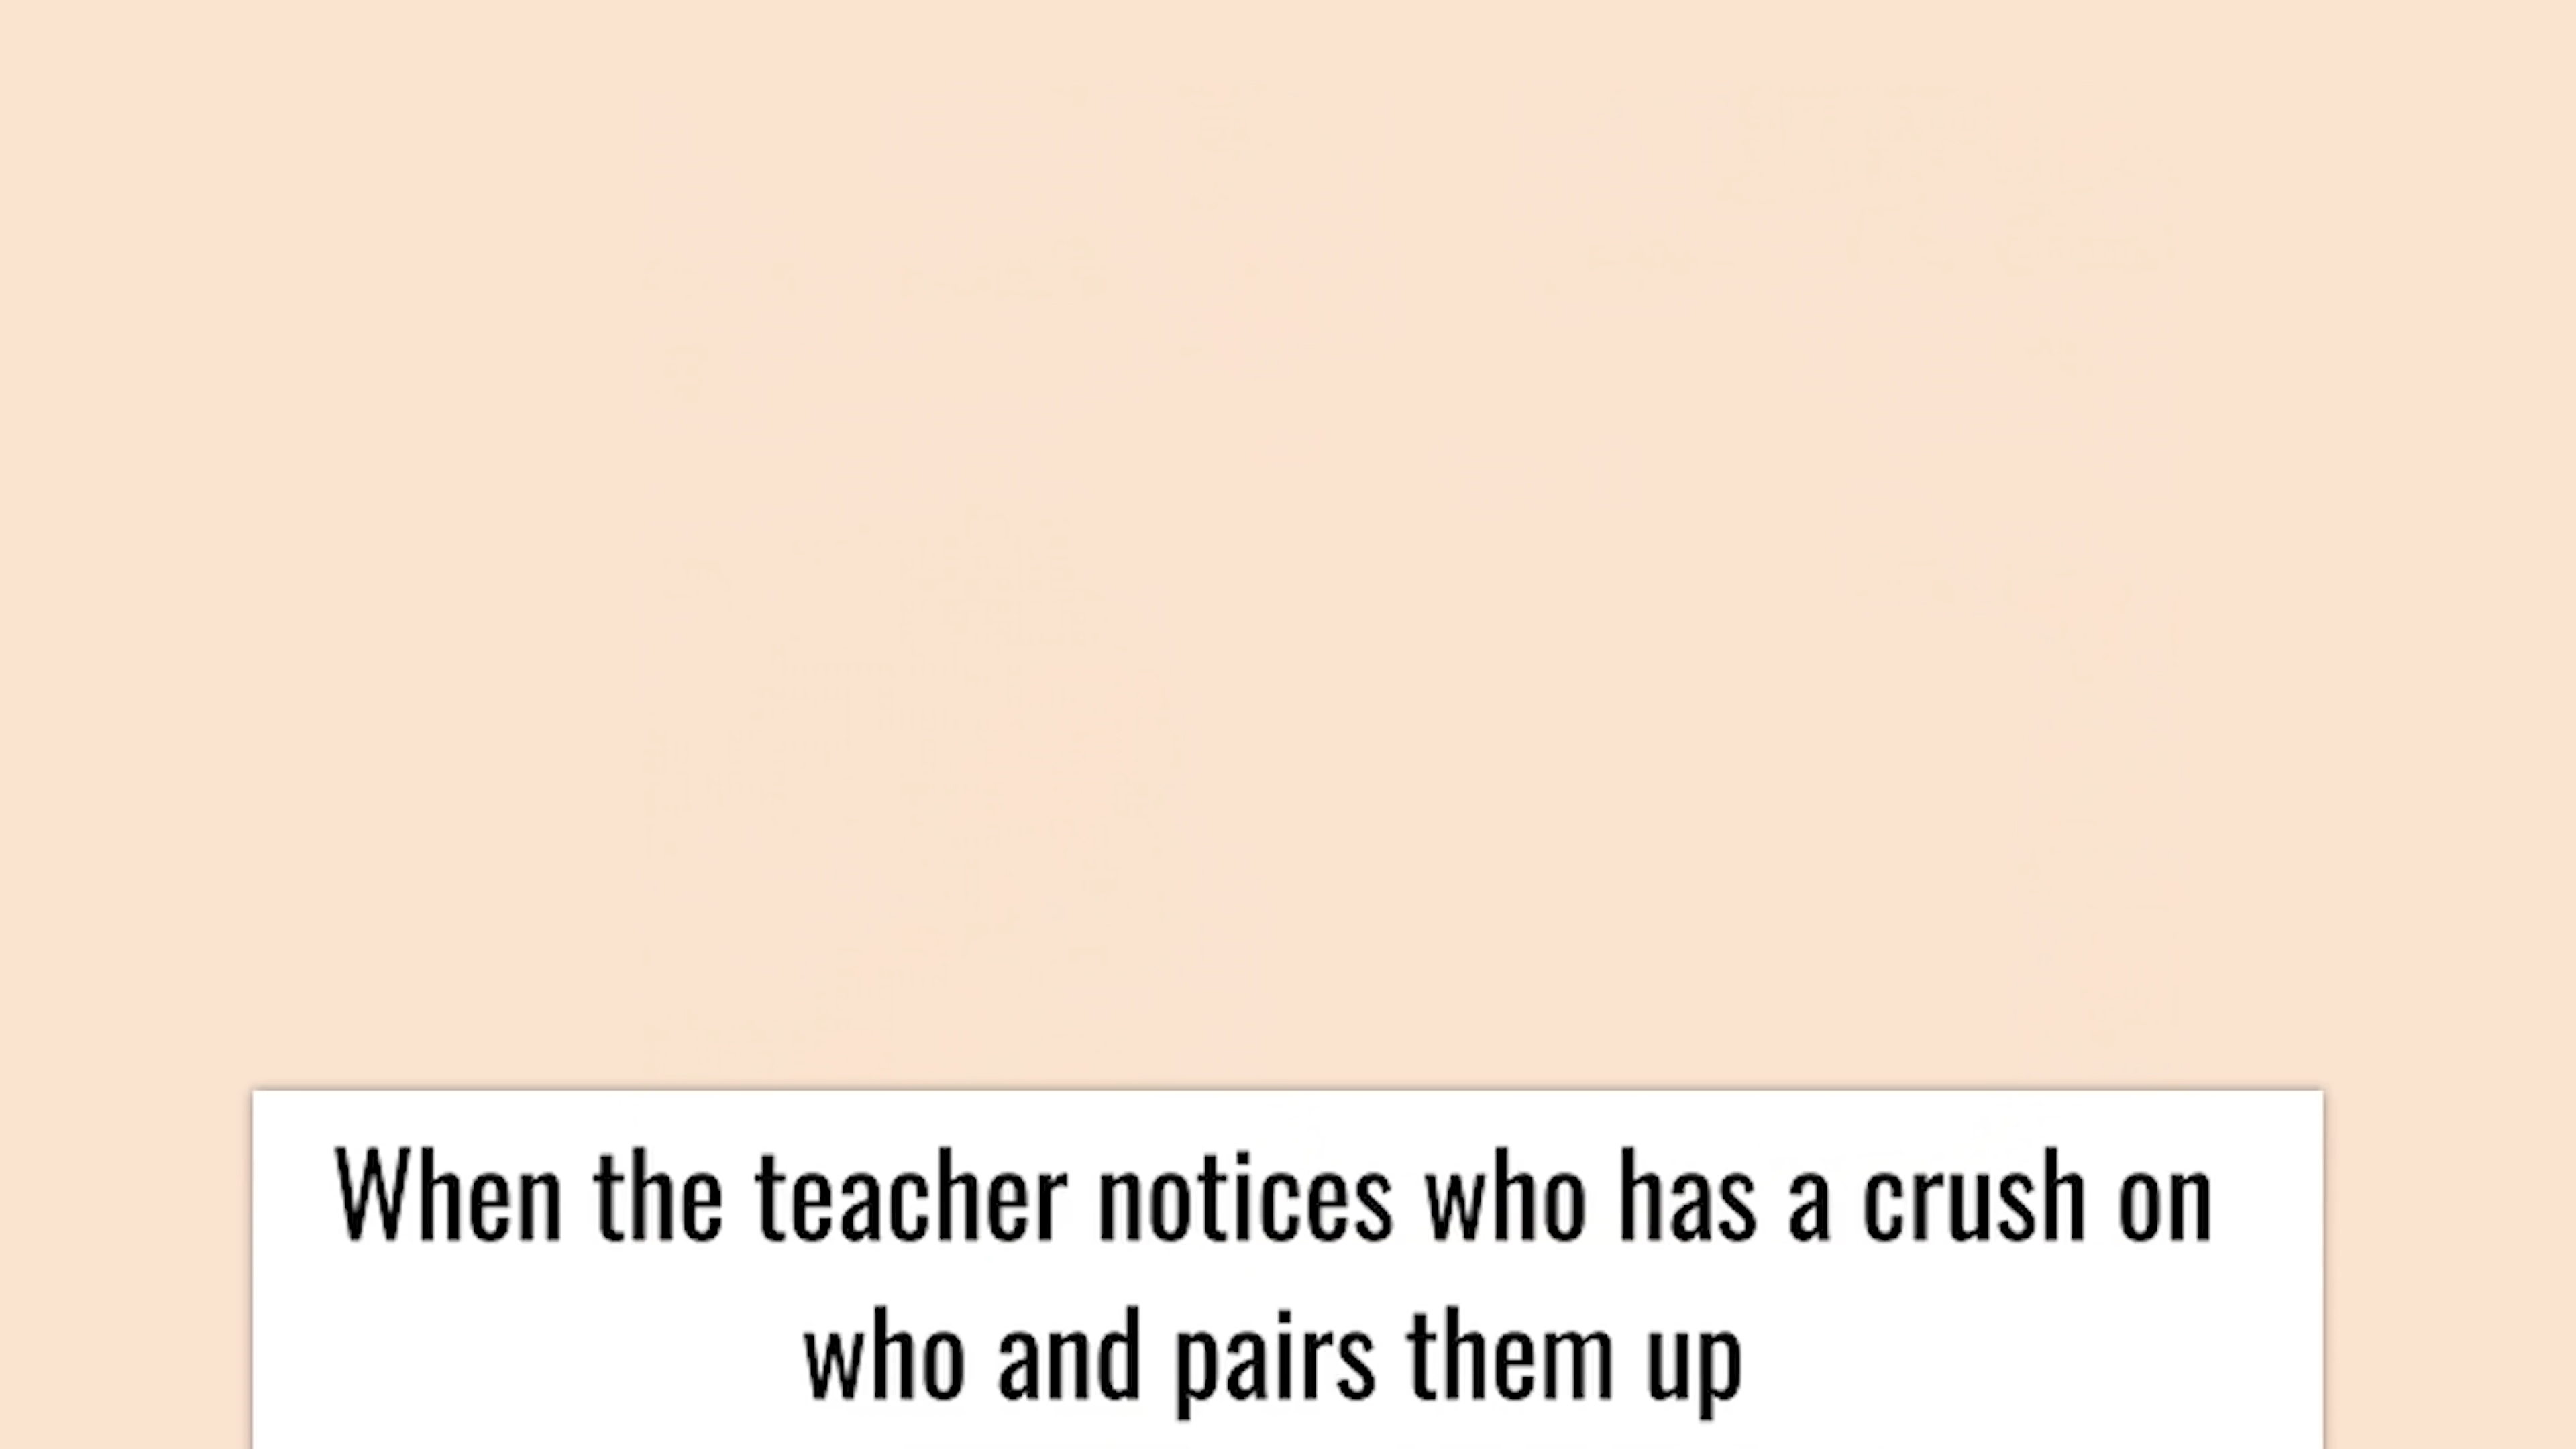 When the teacher notices who has a crush on
who and pairs them up